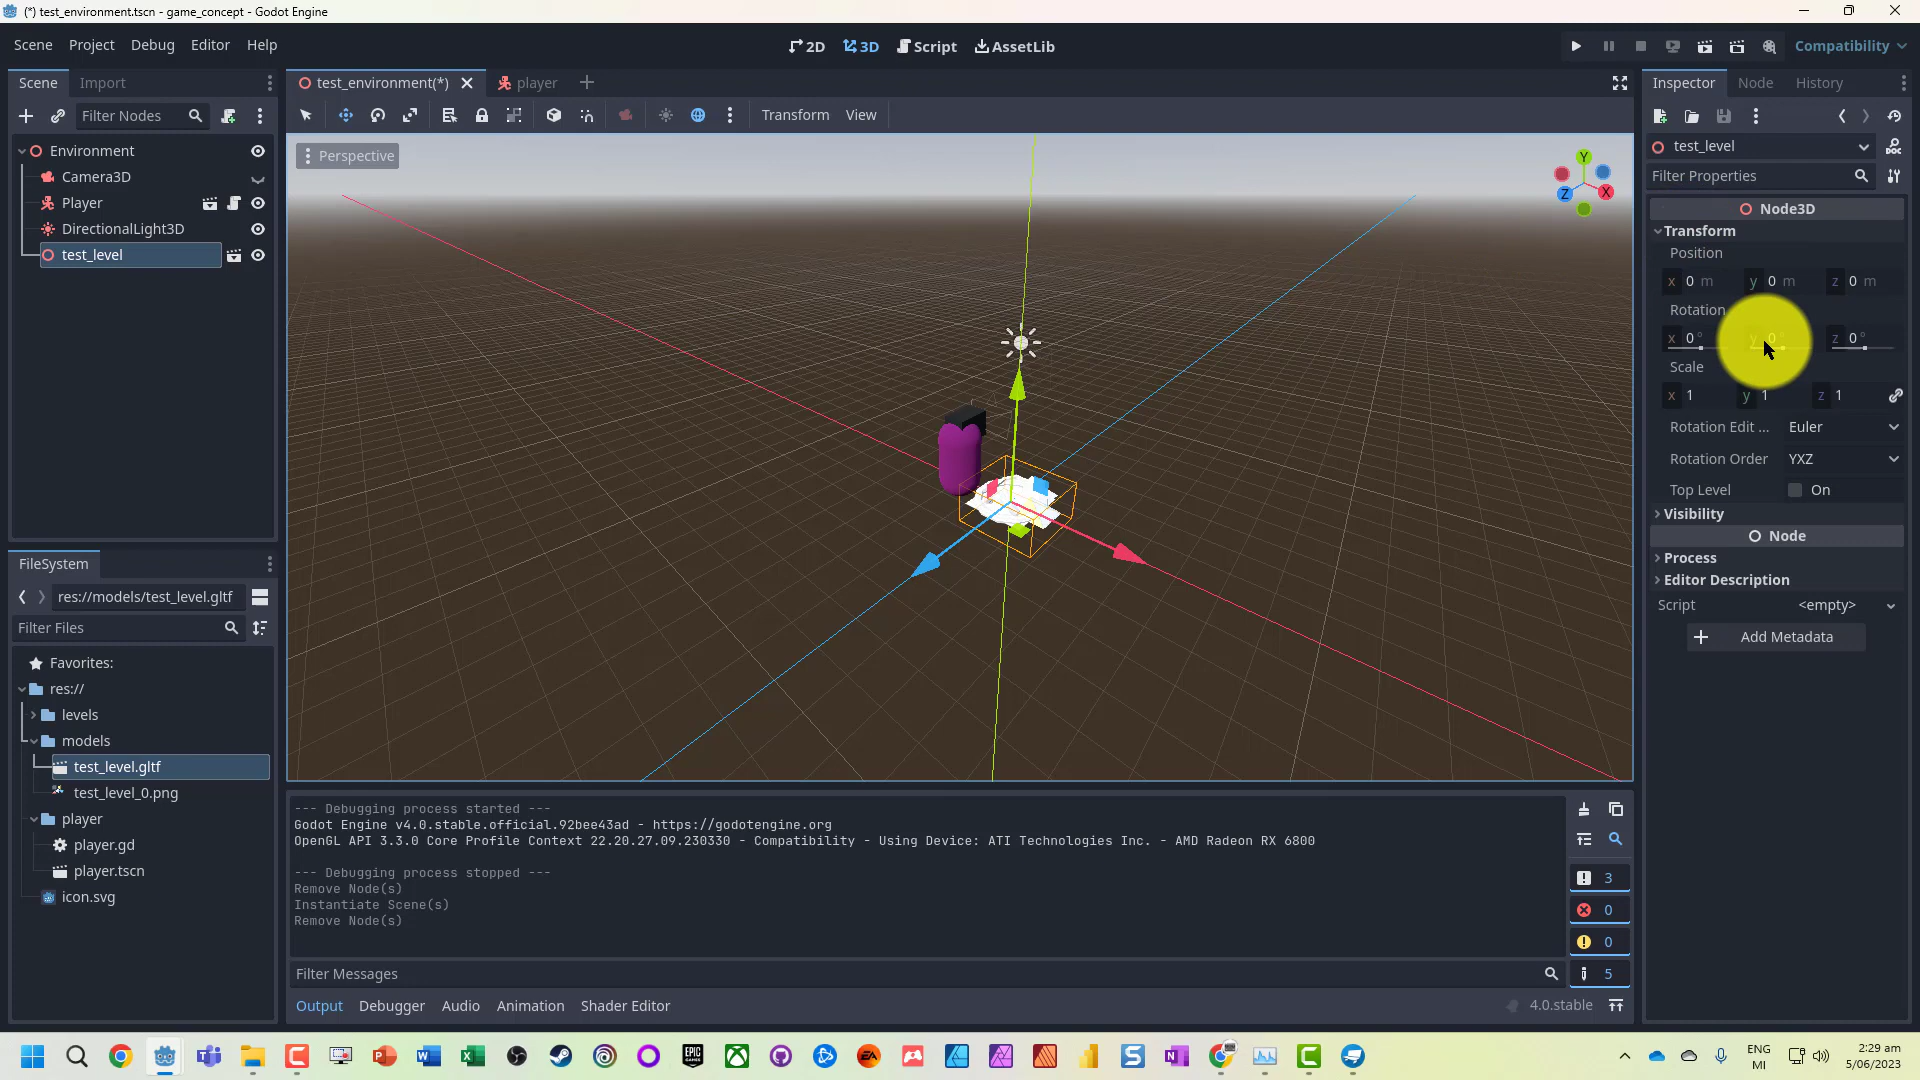 (*) test_environment.tscn - game_concept - Godot Engine
Scene Project Debug Editor Help
2D 3D Script AssetLib
Compatibility
Scene Import
test_environment(*) player
Inspector Node History
Filter Nodes
Transform View
Perspective
Environment
Camera3D
Player
DirectionalLight3D
test_level
Y
Z
X
test_level
Filter Properties
Node3D
Transform
Position
x 0 m y 0 m z 0 m
Rotation
x 0 ° y 0 ° z 0 °
Scale
x 1 y 1 z 1
Rotation Edit ... Euler
Rotation Order YXZ
Top Level On
Visibility
Node
Process
Editor Description
Script <empty>
Add Metadata
FileSystem
res://models/test_level.gltf
Filter Files
Favorites:
res://
levels
models
test_level.gltf
test_level_0.png
player
player.gd
player.tscn
icon.svg
--- Debugging process started ---
Godot Engine v4.0.stable.official.92bee43ad - https://godotengine.org
OpenGL API 3.3.0 Core Profile Context 22.20.27.09.230330 - Compatibility - Using Device: ATI Technologies Inc. - AMD Radeon RX 6800
--- Debugging process stopped ---
Remove Node(s)
Instantiate Scene(s)
Remove Node(s)
3
0
0
5
Filter Messages
Output Debugger Audio Animation Shader Editor
4.0.stable
ENG
MI
2:29 am
5/06/2023